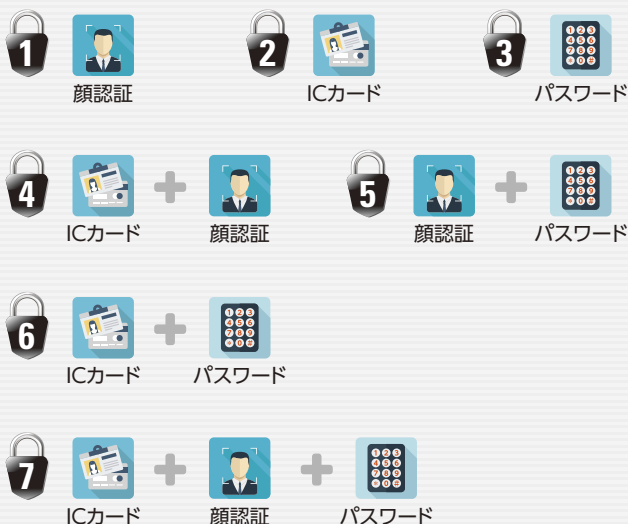 1
顔認証
2
ICカード
3
パスワード
4
ICカード + 顔認証
5
顔認証 + パスワード
6
ICカード + パスワード
7
ICカード + 顔認証 + パスワード